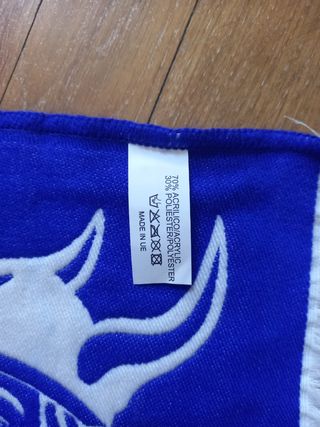 70% ACRILICO/ACRYLIC
30% POLIESTER/POLYESTER
MADE IN UE